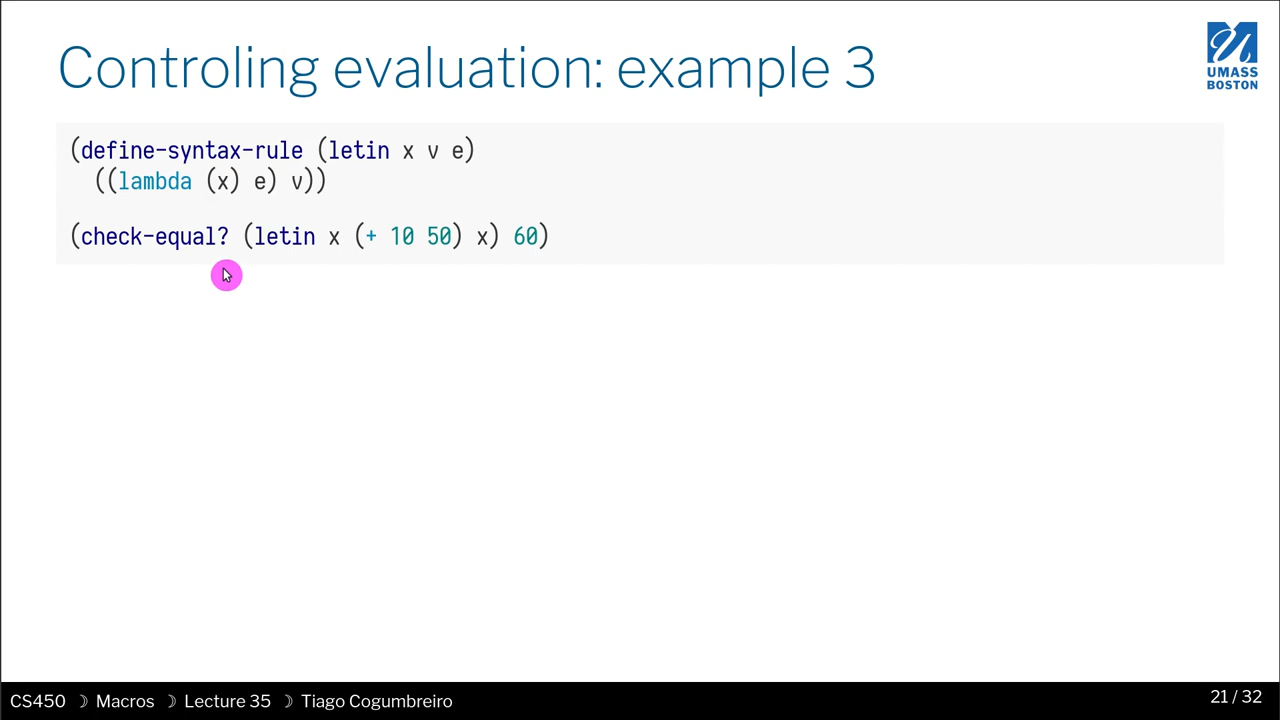 Controling evaluation: example 3
UMASS
BOSTON
(define-syntax-rule (letin x v e)
  ((lambda (x) e) v))
(check-equal? (letin x (+ 10 50) x) 60)
CS450 ☽ Macros ☽ Lecture 35 ☽ Tiago Cogumbreiro
21 / 32